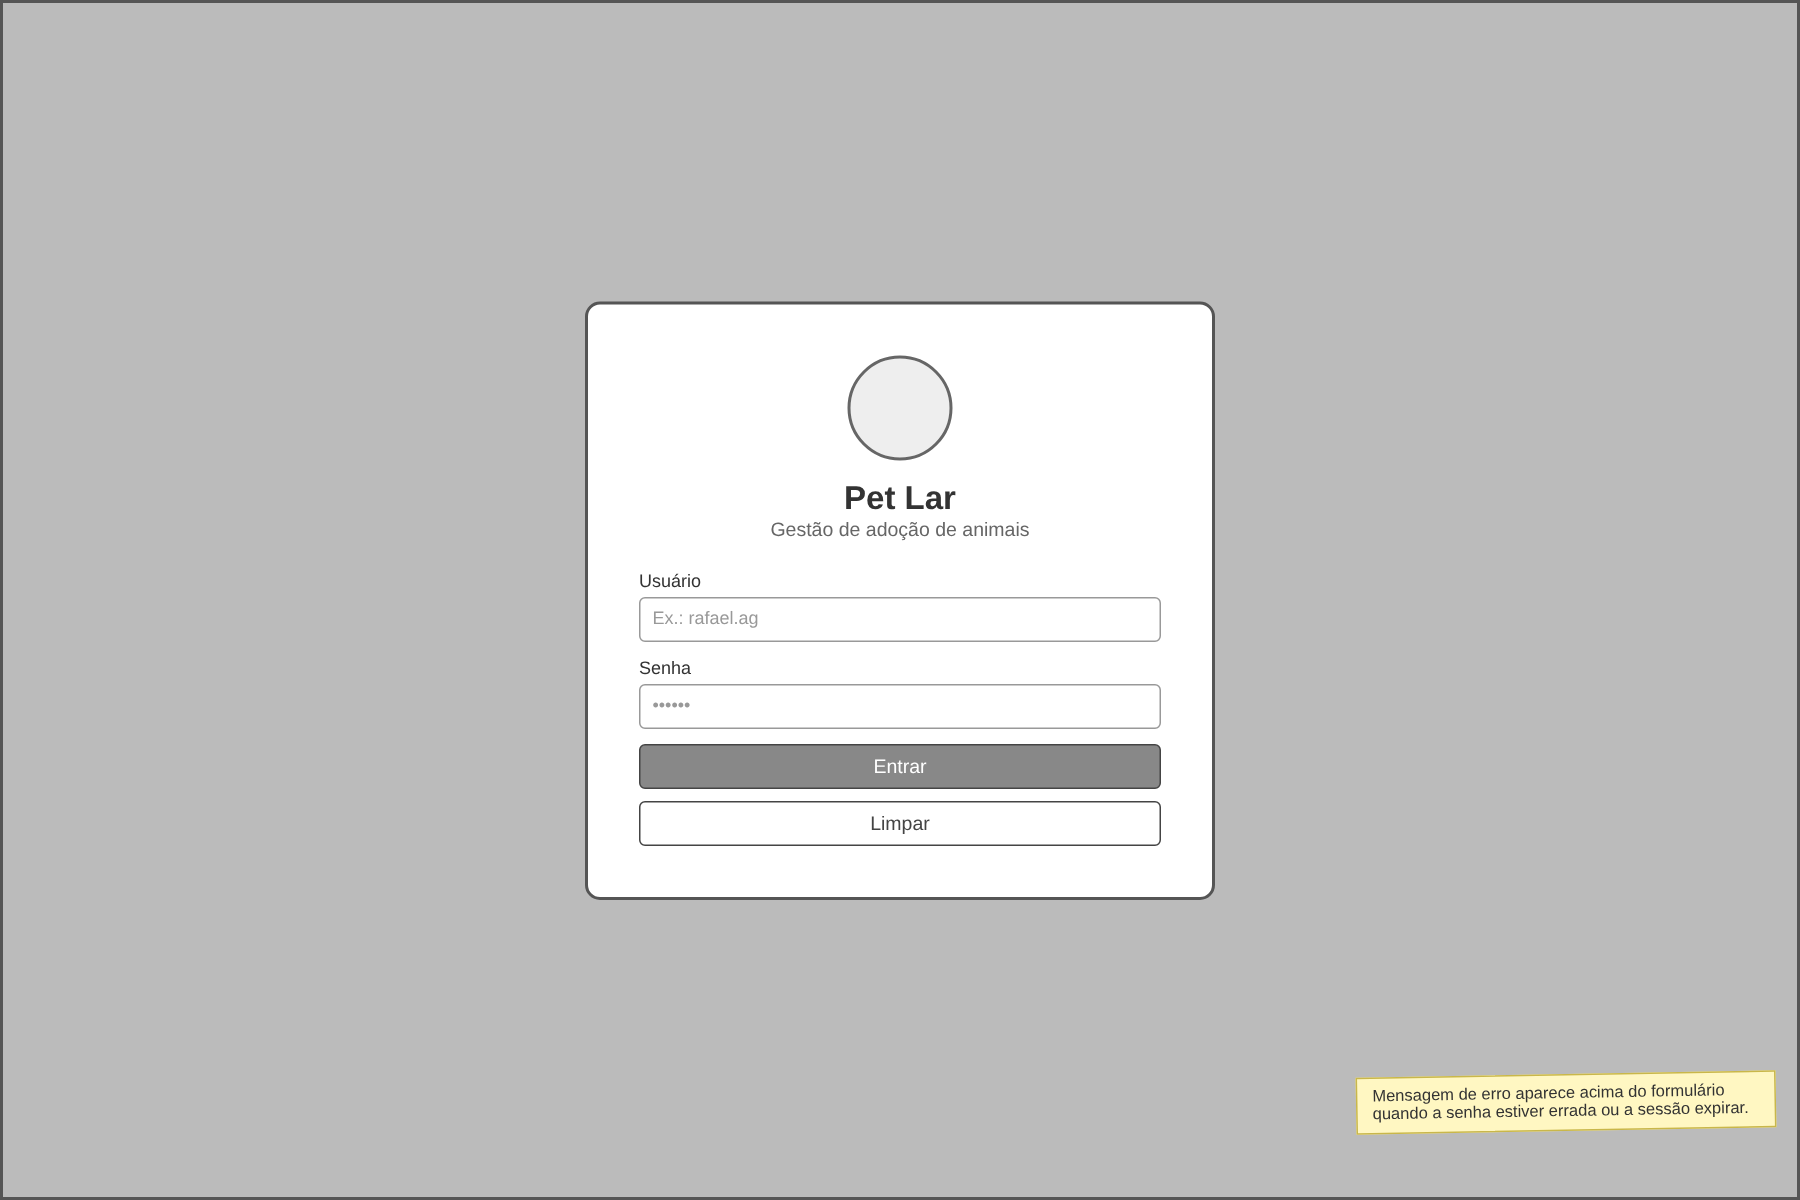 Pet Lar
Gestão de adoção de animais
Usuário
Ex.: rafael.ag
Senha
••••••
Entrar
Limpar
Mensagem de erro aparece acima do formulário
quando a senha estiver errada ou a sessão expirar.